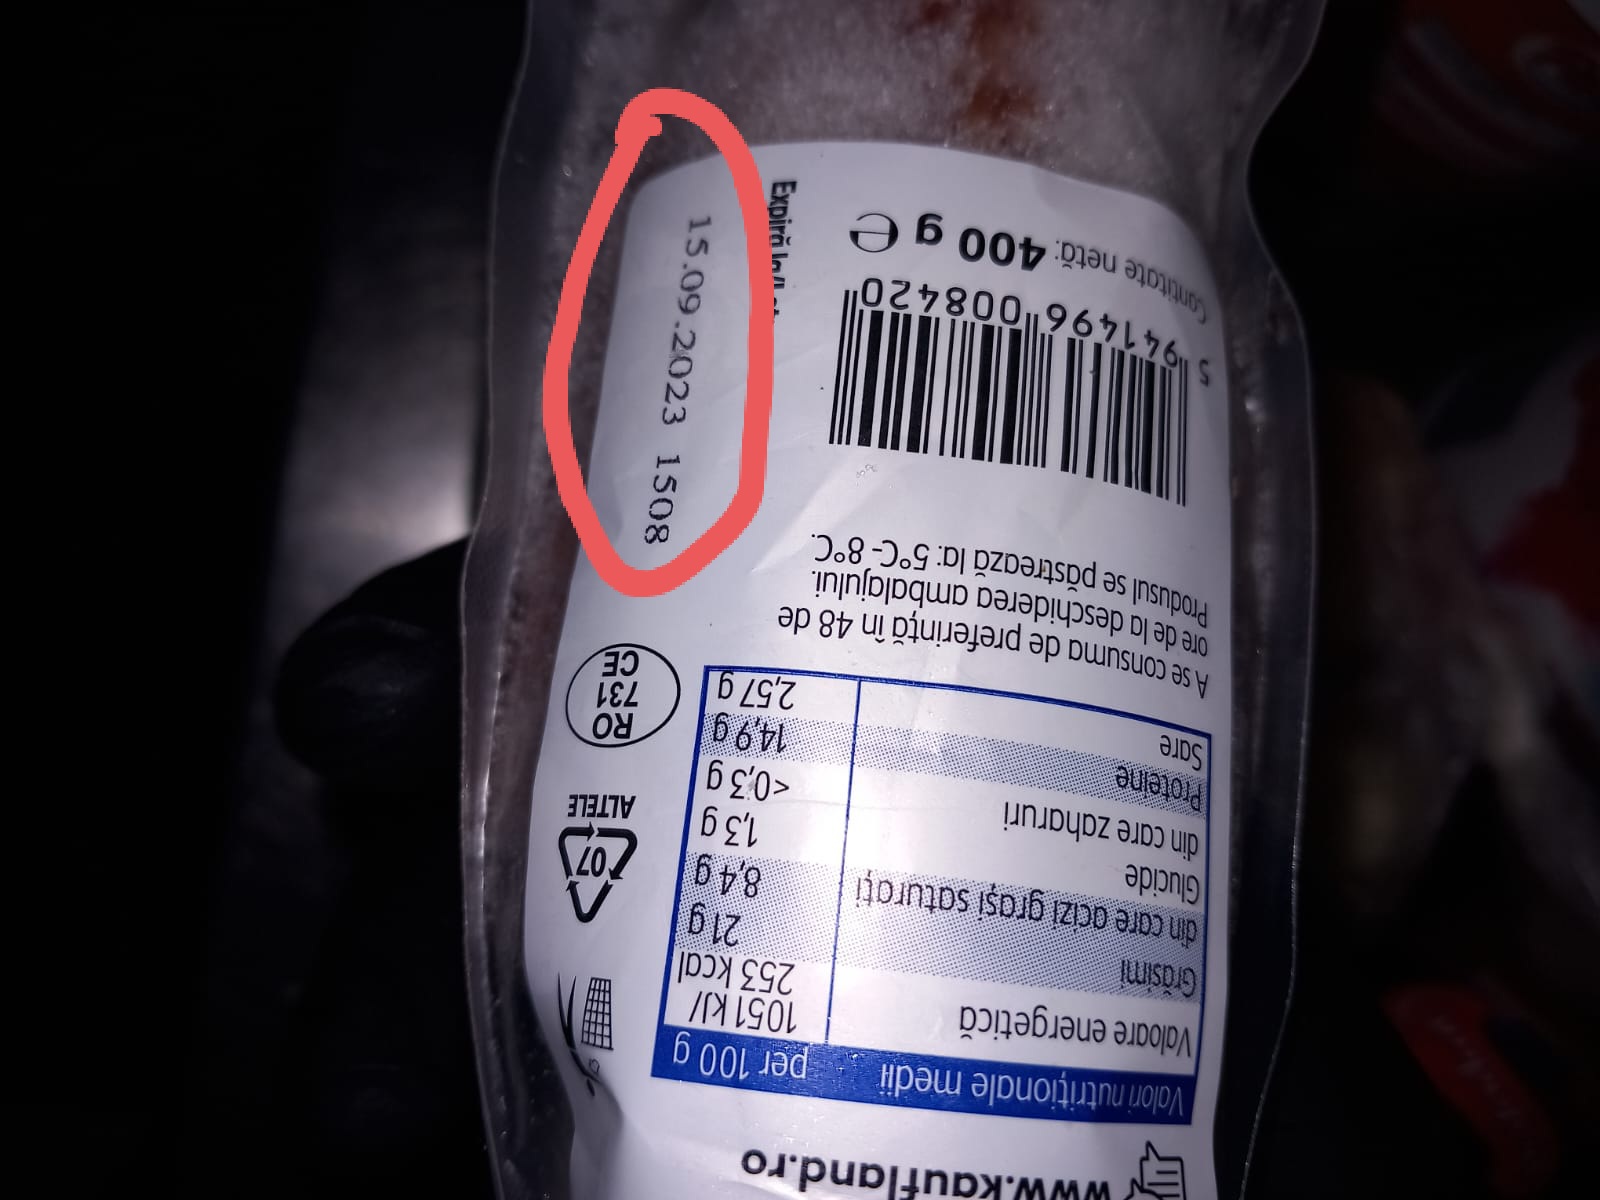 www.kaufland.ro
Valori nutriționale medii per 100 g
Valoare energetică 1051 kJ/
253 kcal
Grăsimi 21 g
din care acizi grași saturați 8,4 g
Glucide 1,3 g
din care zaharuri <0,3 g
Proteine 14,9 g
Sare 2,57 g
A se consuma de preferință în 48 de
ore de la deschiderea ambalajului.
Produsul se păstrează la: 5°C-8°C.
5 941496 008420
Cantitate netă: 400 g e
07
ALTELE
RO
731
CE
Expiră la/Lot
15.09.2023 1508